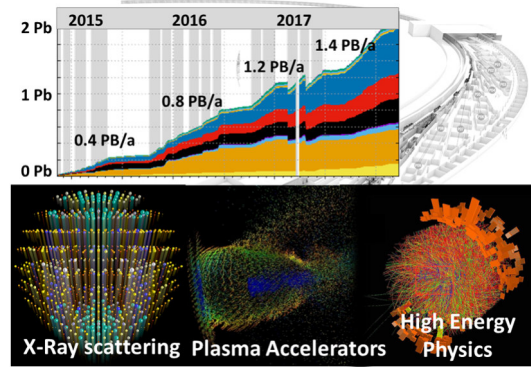 2015 2016 2017
2 Pb
1.4 PB/a
1.2 PB/a
1 Pb
0.8 PB/a
0.4 PB/a
0 Pb
X-Ray scattering
Plasma Accelerators
High Energy
Physics